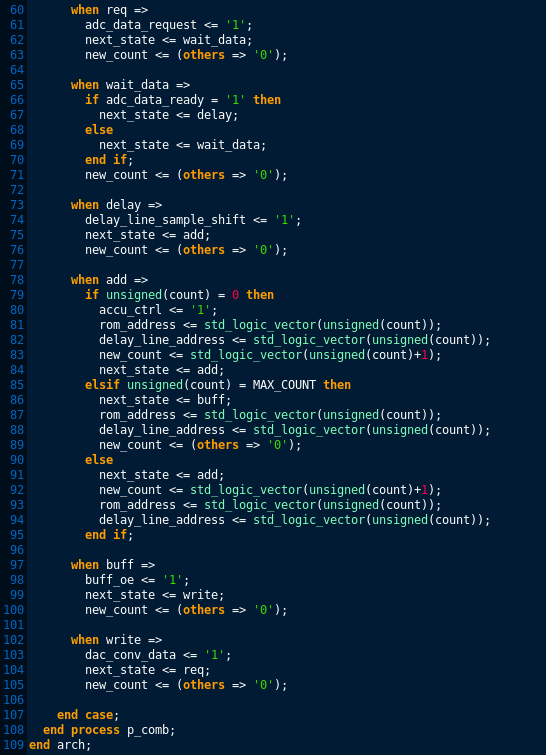 60 when req =>
61 adc_data_request <= '1';
62 next_state <= wait_data;
63 new_count <= (others => '0');
64
65 when wait_data =>
66 if adc_data_ready = '1' then
67 next_state <= delay;
68 else
69 next_state <= wait_data;
70 end if;
71 new_count <= (others => '0');
72
73 when delay =>
74 delay_line_sample_shift <= '1';
75 next_state <= add;
76 new_count <= (others => '0');
77
78 when add =>
79 if unsigned(count) = 0 then
80 accu_ctrl <= '1';
81 rom_address <= std_logic_vector(unsigned(count));
82 delay_line_address <= std_logic_vector(unsigned(count));
83 new_count <= std_logic_vector(unsigned(count)+1);
84 next_state <= add;
85 elsif unsigned(count) = MAX_COUNT then
86 next_state <= buff;
87 rom_address <= std_logic_vector(unsigned(count));
88 delay_line_address <= std_logic_vector(unsigned(count));
89 new_count <= (others => '0');
90 else
91 next_state <= add;
92 new_count <= std_logic_vector(unsigned(count)+1);
93 rom_address <= std_logic_vector(unsigned(count));
94 delay_line_address <= std_logic_vector(unsigned(count));
95 end if;
96
97 when buff =>
98 buff_oe <= '1';
99 next_state <= write;
100 new_count <= (others => '0');
101
102 when write =>
103 dac_conv_data <= '1';
104 next_state <= req;
105 new_count <= (others => '0');
106
107 end case;
108 end process p_comb;
109 end arch;